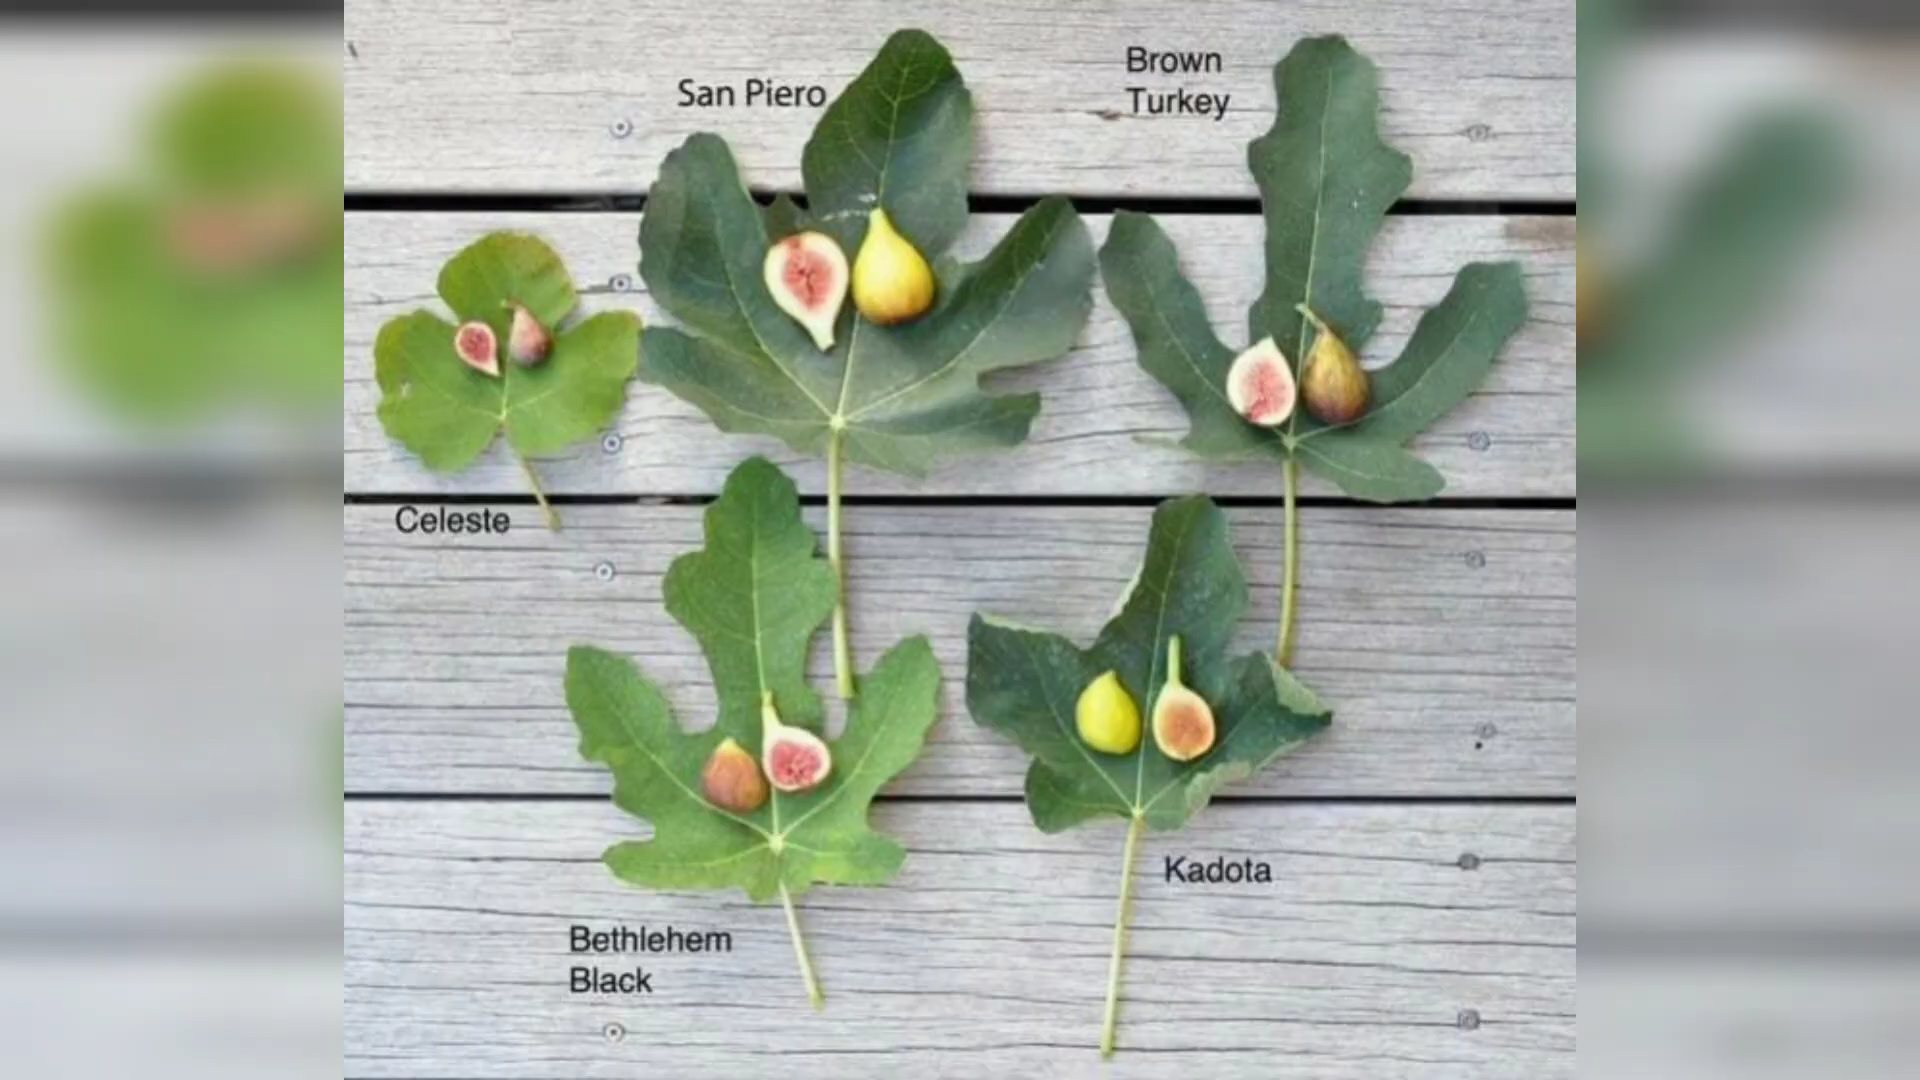 San Piero
Brown
Turkey
Celeste
Bethlehem
Black
Kadota